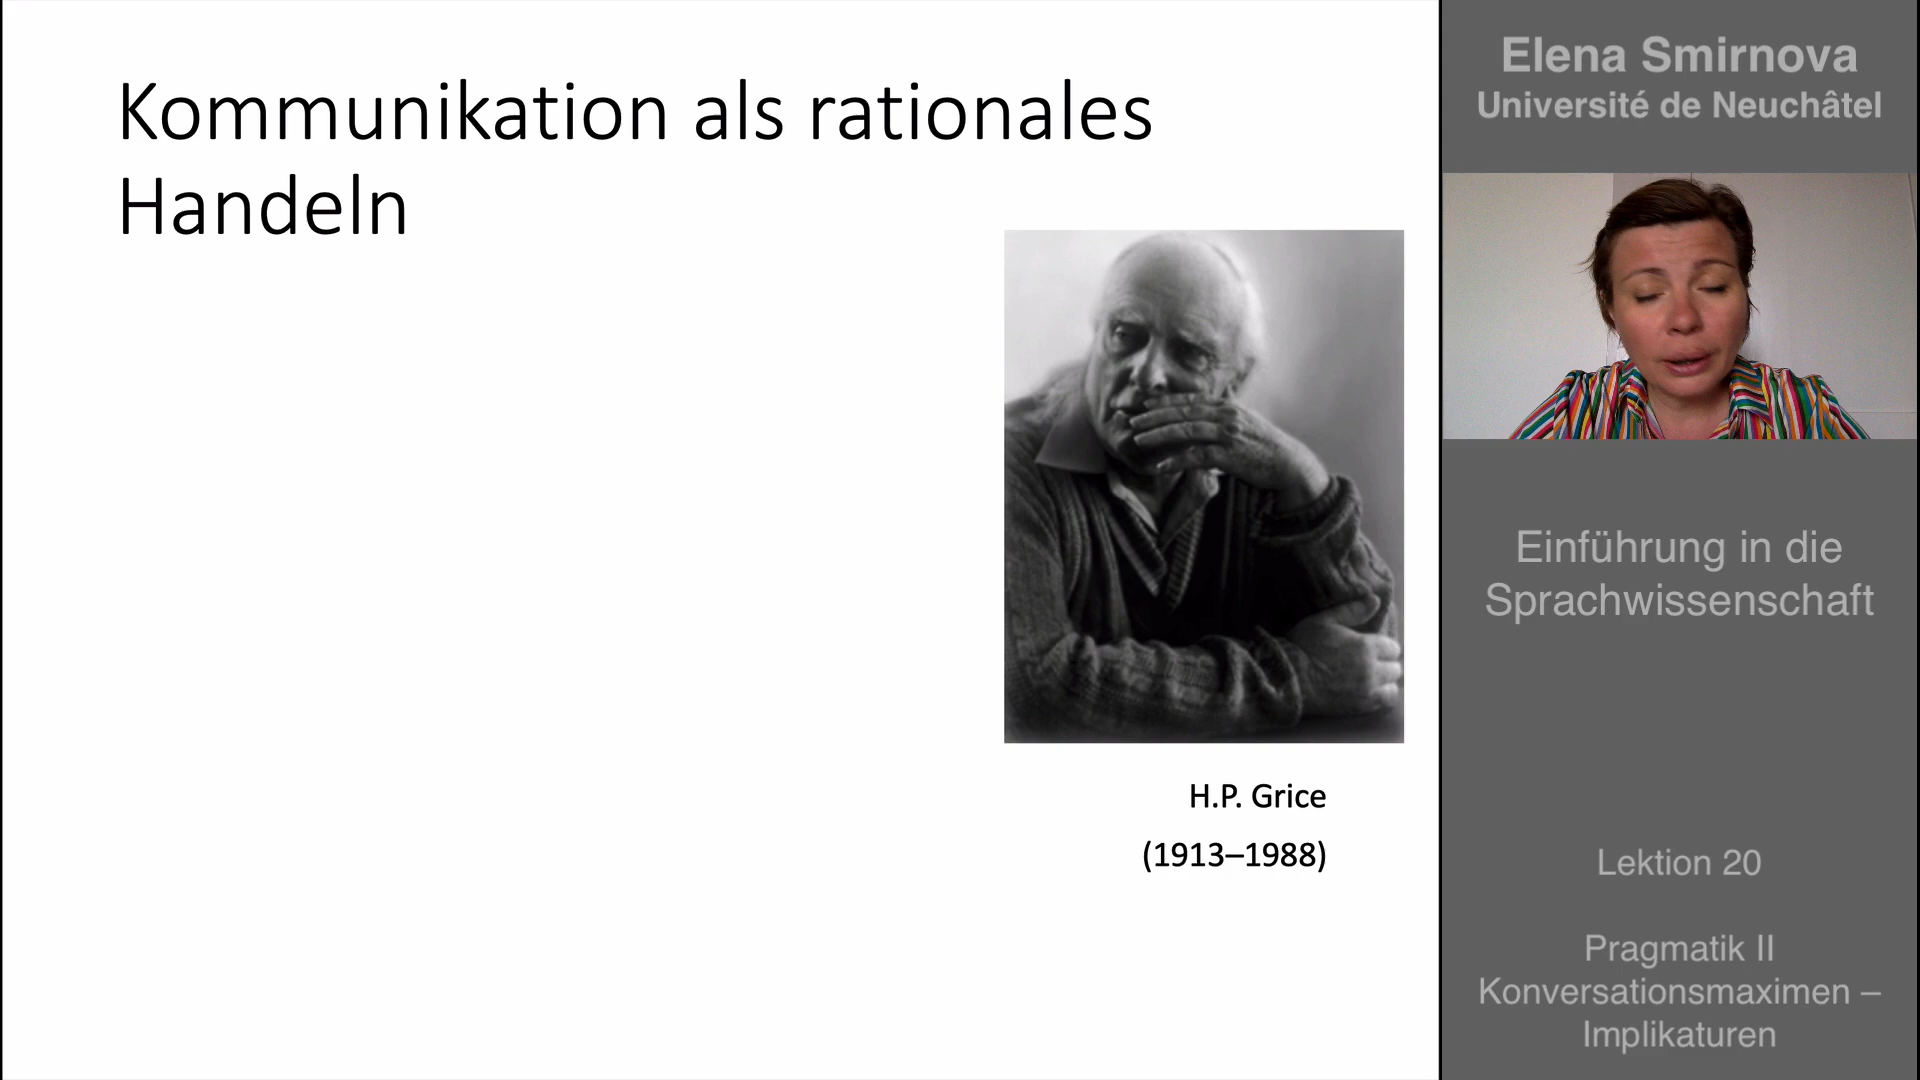 Kommunikation als rationales
Handeln
H.P. Grice
(1913–1988)
Elena Smirnova
Université de Neuchâtel
Einführung in die
Sprachwissenschaft
Lektion 20
Pragmatik II
Konversationsmaximen –
Implikaturen